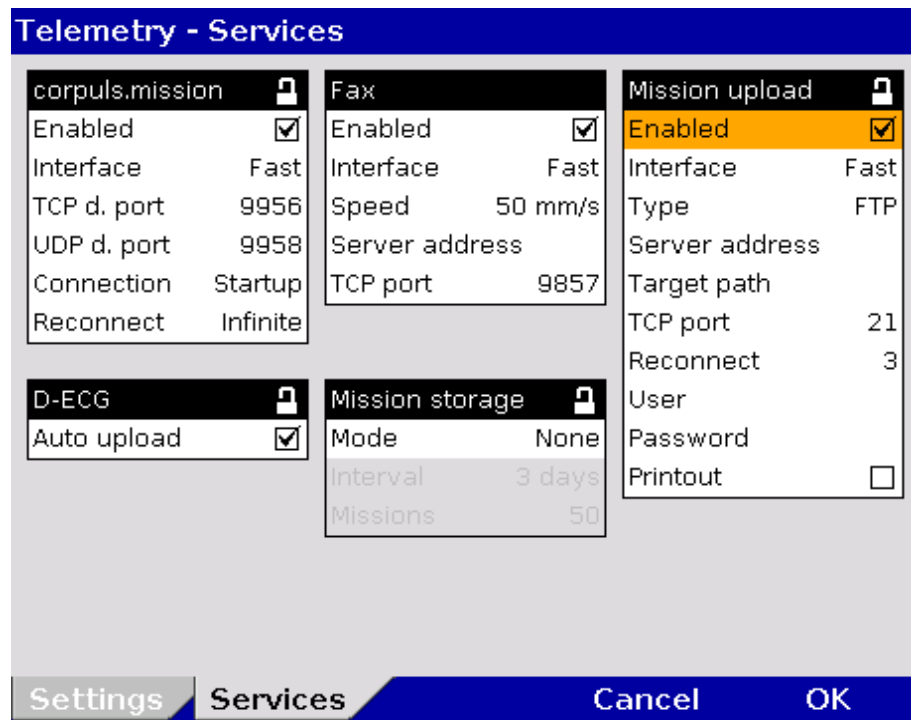 Telemetry - Services
corpuls.mission
Enabled
Interface Fast
TCP d. port 9956
UDP d. port 9958
Connection Startup
Reconnect Infinite
Fax
Enabled
Interface Fast
Speed 50 mm/s
Server address
TCP port 9857
Mission upload
Enabled
Interface Fast
Type FTP
Server address
Target path
TCP port 21
Reconnect 3
User
Password
Printout
D-ECG
Auto upload
Mission storage
Mode None
Interval 3 days
Missions 50
Settings Services Cancel OK